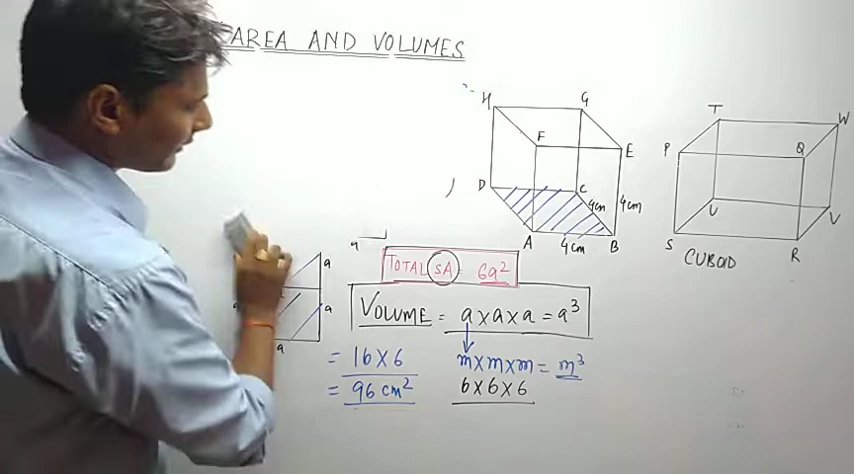 AREA AND VOLUMES
H G
F E
D C
4cm 4cm
A 4cm B
T W
P Q
U V
S R
CUBOID
a
a
a
a
TOTAL SA = 6a²
VOLUME = a × a × a = a³
= 16 × 6
= 96 cm²
m × m × m = m³
6 × 6 × 6